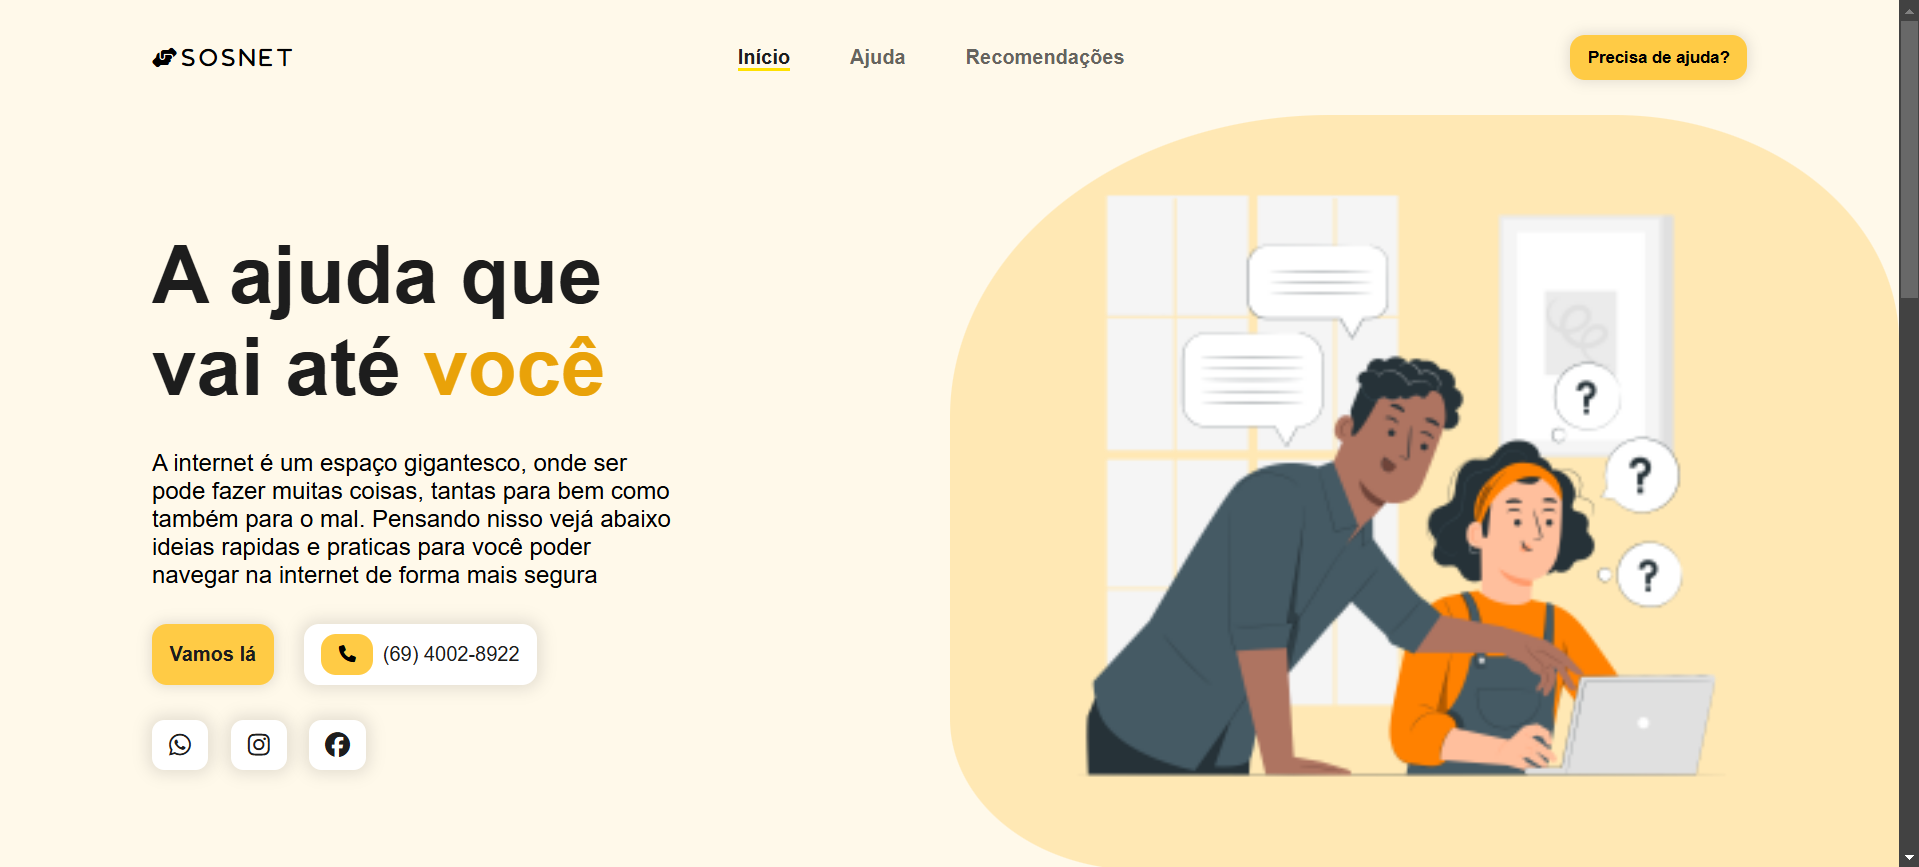 SOSNET
Início
Ajuda
Recomendações
Precisa de ajuda?
A ajuda que
vai até você
A internet é um espaço gigantesco, onde ser
pode fazer muitas coisas, tantas para bem como
também para o mal. Pensando nisso vejá abaixo
ideias rapidas e praticas para você poder
navegar na internet de forma mais segura
Vamos lá
(69) 4002-8922
?
?
?